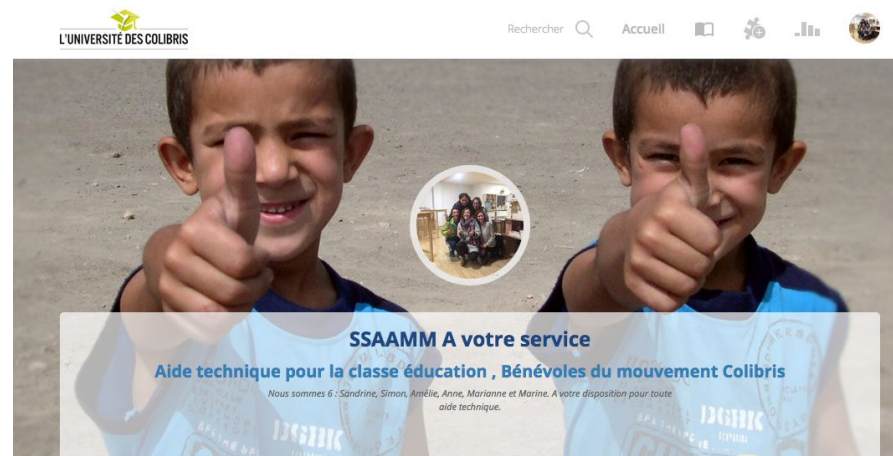 L'UNIVERSITÉ DES COLIBRIS
Rechercher
Accueil
SSAAMM A votre service
Aide technique pour la classe éducation , Bénévoles du mouvement Colibris
Nous sommes 6 : Sandrine, Simon, Amélie, Anne, Marianne et Marine. A votre disposition pour toute
aide technique.